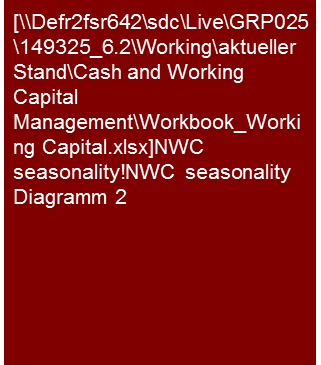 [\\Defr2fsr642\sdc\Live\GRP025
\149325_6.2\Working\aktueller
Stand\Cash and Working
Capital
Management\Workbook_Worki
ng Capital.xlsx]NWC
seasonality!NWC  seasonality
Diagramm 2